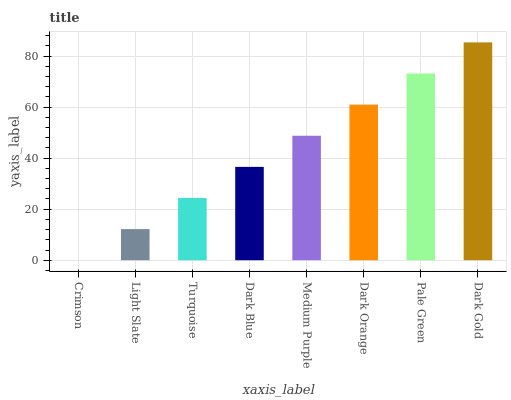 title
yaxis_label
80
60
40
20
0
Crimson
Light Slate
Turquoise
Dark Blue
Medium Purple
Dark Orange
Pale Green
Dark Gold
xaxis_label